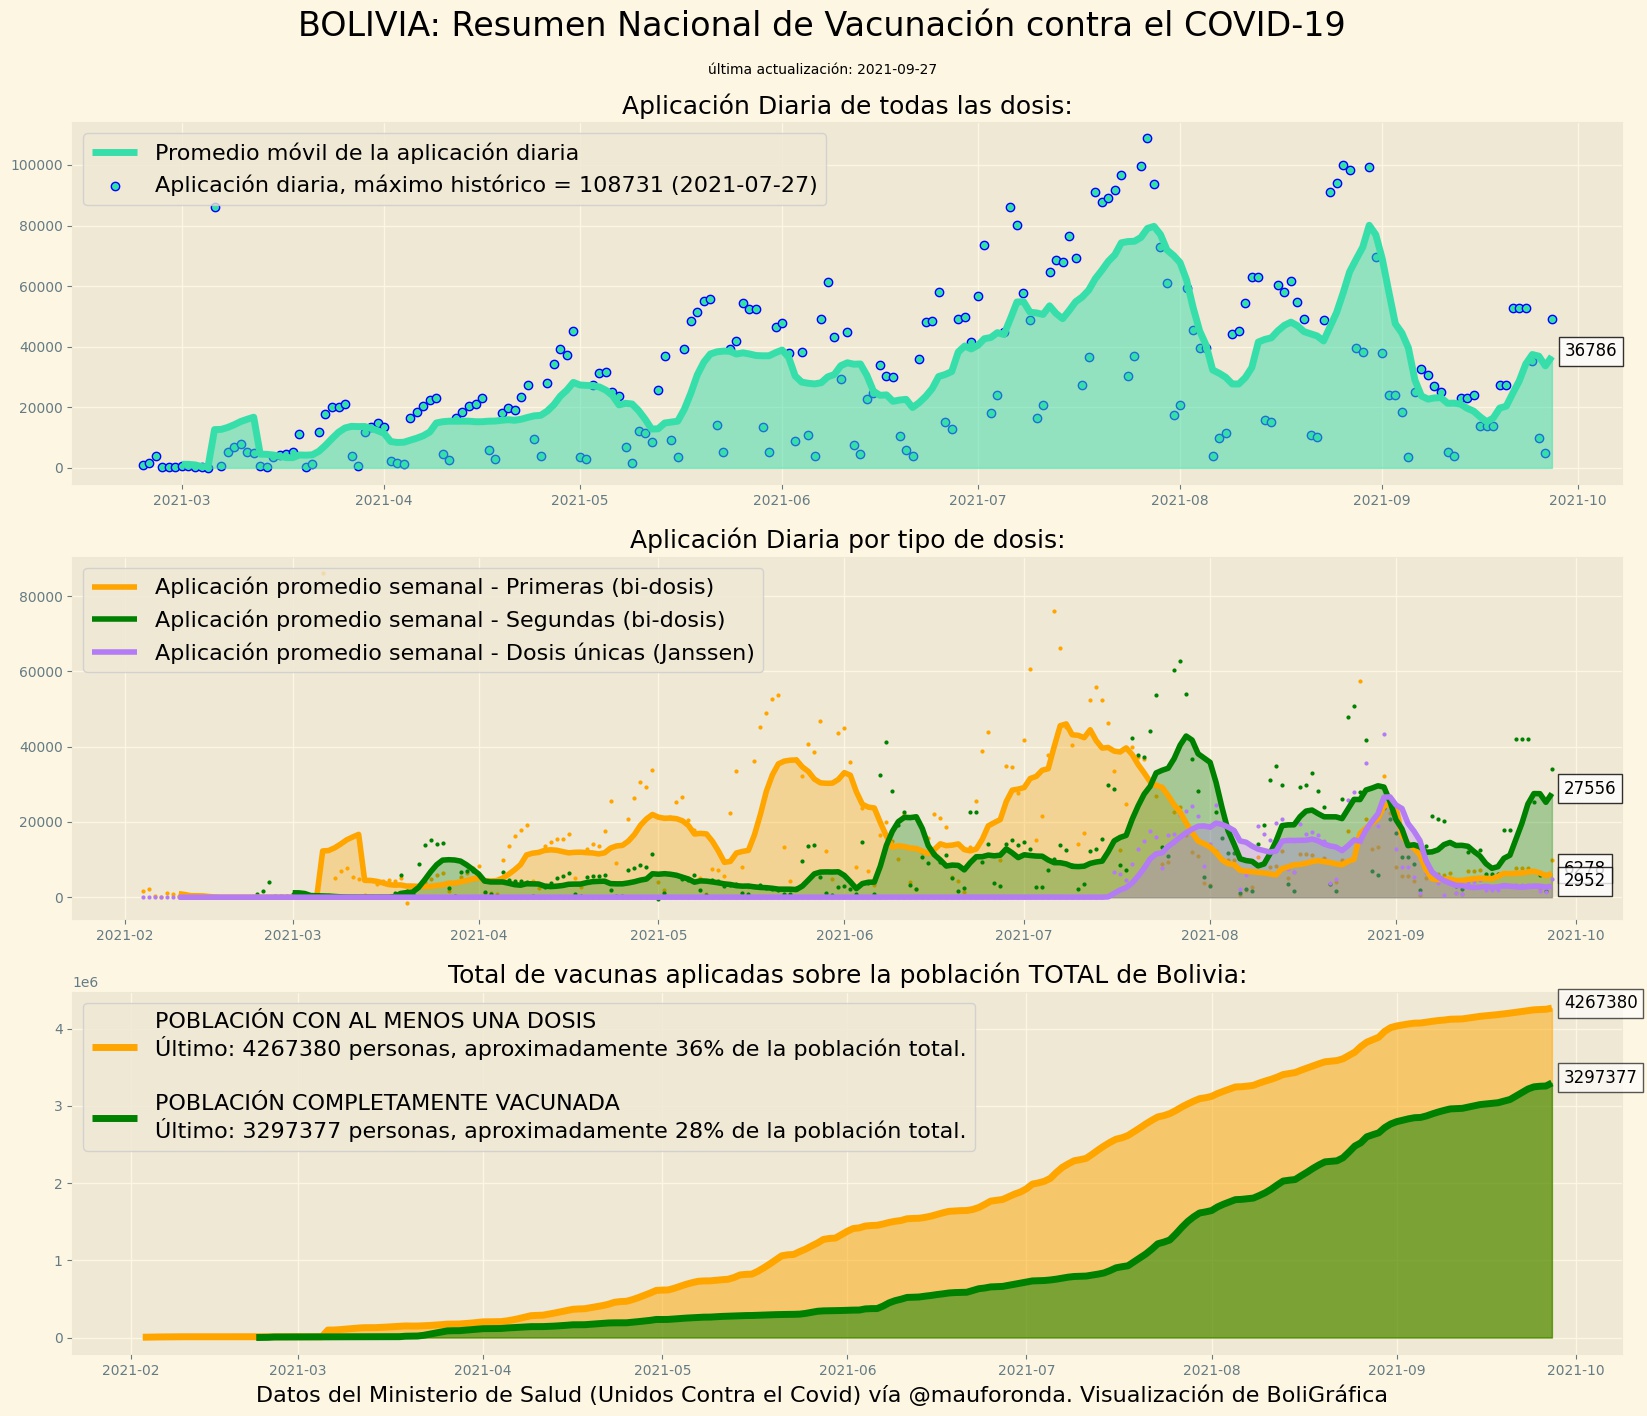 BOLIVIA: Resumen Nacional de Vacunación contra el COVID-19
última actualización: 2021-09-27
Aplicación Diaria de todas las dosis:
Promedio móvil de la aplicación diaria
Aplicación diaria, máximo histórico = 108731 (2021-07-27)
100000
80000
60000
40000
20000
0
36786
2021-03 2021-04 2021-05 2021-06 2021-07 2021-08 2021-09 2021-10
Aplicación Diaria por tipo de dosis:
Aplicación promedio semanal - Primeras (bi-dosis)
Aplicación promedio semanal - Segundas (bi-dosis)
Aplicación promedio semanal - Dosis únicas (Janssen)
80000
60000
40000
20000
0
27556
2952
2021-02 2021-03 2021-04 2021-05 2021-06 2021-07 2021-08 2021-09 2021-10
Total de vacunas aplicadas sobre la población TOTAL de Bolivia:
1e6
POBLACIÓN CON AL MENOS UNA DOSIS
Último: 4267380 personas, aproximadamente 36% de la población total.
POBLACIÓN COMPLETAMENTE VACUNADA
Último: 3297377 personas, aproximadamente 28% de la población total.
4
3
2
1
0
4267380
3297377
2021-02 2021-03 2021-04 2021-05 2021-06 2021-07 2021-08 2021-09 2021-10
Datos del Ministerio de Salud (Unidos Contra el Covid) vía @mauforonda. Visualización de BoliGráfica